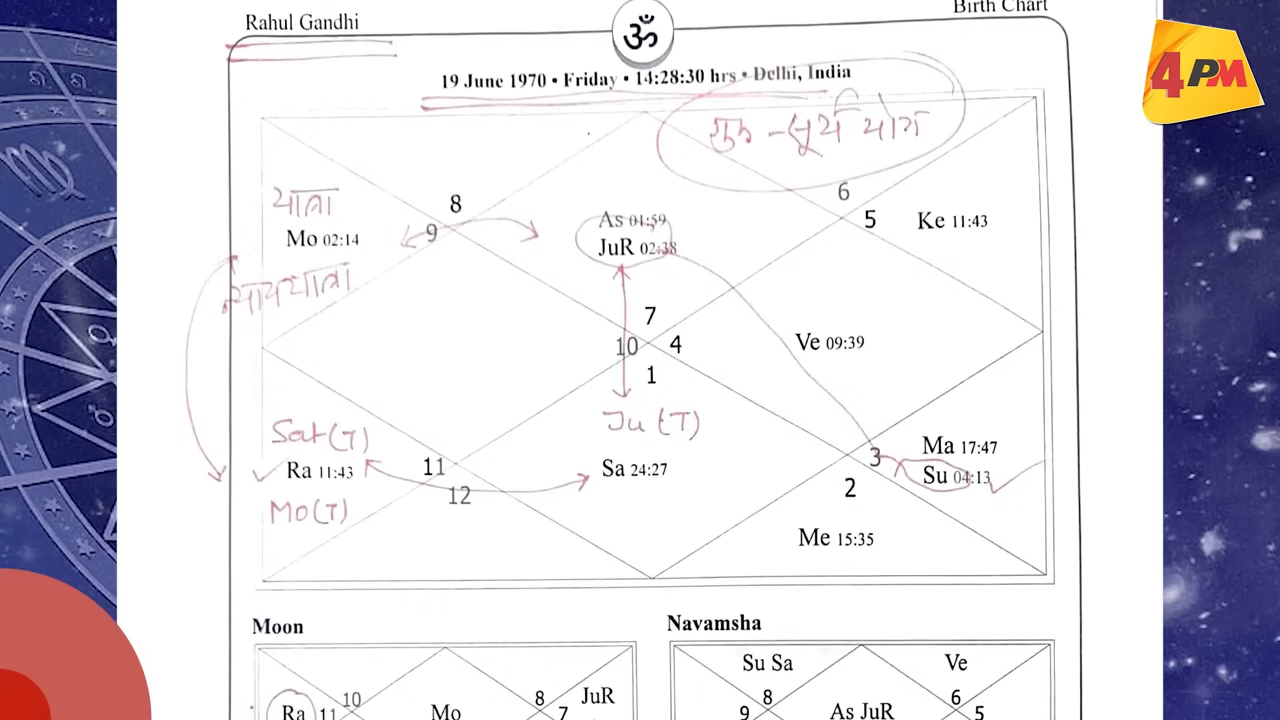 Rahul Gandhi
Birth Chart
ॐ
4PM
19 June 1970 • Friday • 14:28:30 hrs • Delhi, India
गुरु - सूर्य योग
यात्रा
8
6
As 01:59
5
Ke 11:43
Mo 02:14
9
JuR 02:38
न्याययात्रा
7
10
4
Ve 09:39
1
Ju (T)
Sat (T)
Ma 17:47
3
Ra 11:43
11
Sa 24:27
Su 04:13
12
2
Mo (T)
Me 15:35
Moon
Navamsha
Su Sa
Ve
10
8
JuR
8
6
Ra
11
Mo
7
9
As JuR
5